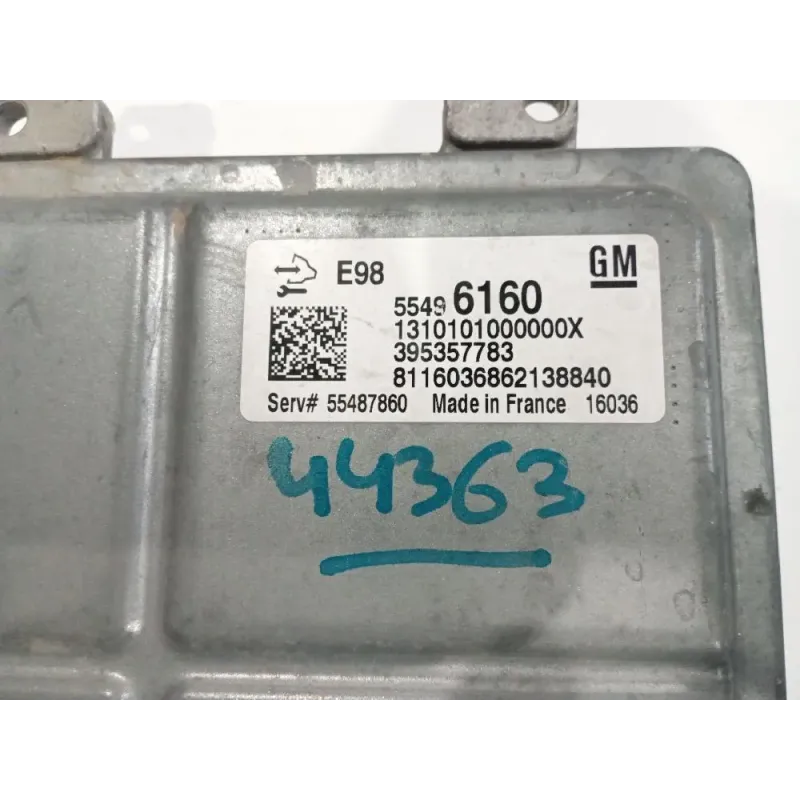 E98
GM
5549 6160
1310101000000X
395357783
8116036862138840
Serv# 55487860 Made in France 16036
44363